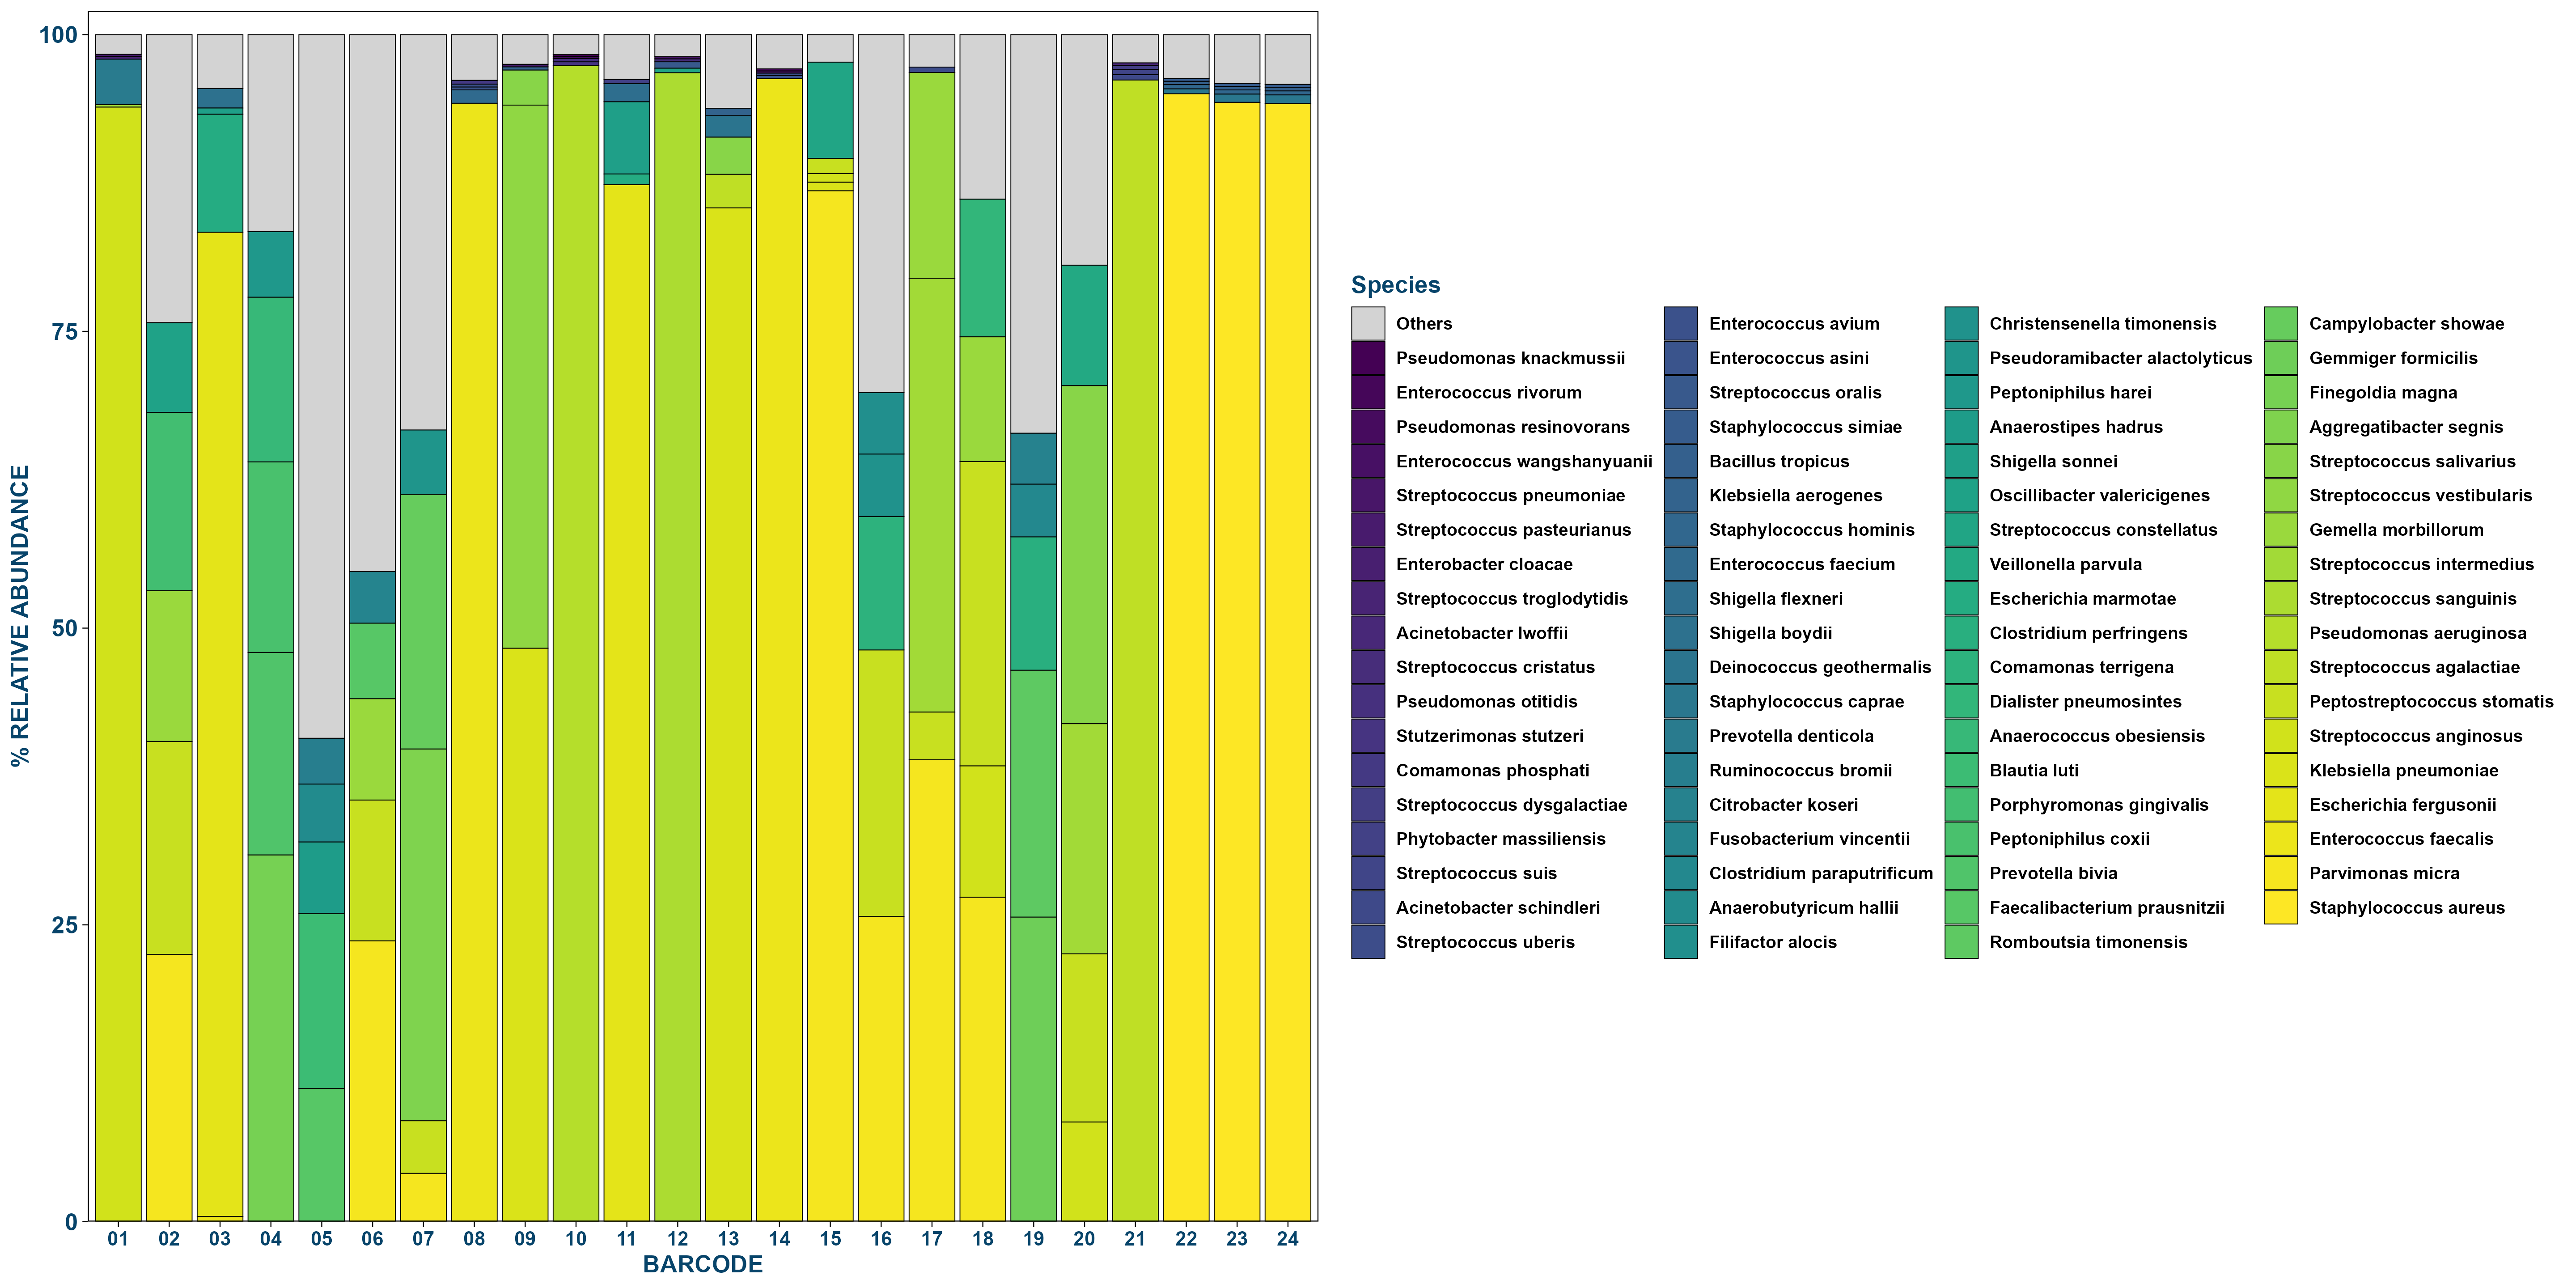 100
75
50
25
0
% RELATIVE ABUNDANCE
01 02 03 04 05 06 07 08 09 10 11 12 13 14 15 16 17 18 19 20 21 22 23 24
BARCODE
Species
Others
Pseudomonas knackmussii
Enterococcus rivorum
Pseudomonas resinovorans
Enterococcus wangshanyuanii
Streptococcus pneumoniae
Streptococcus pasteurianus
Enterobacter cloacae
Streptococcus troglodytidis
Acinetobacter lwoffii
Streptococcus cristatus
Pseudomonas otitidis
Stutzerimonas stutzeri
Comamonas phosphati
Streptococcus dysgalactiae
Phytobacter massiliensis
Streptococcus suis
Acinetobacter schindleri
Streptococcus uberis
Enterococcus avium
Enterococcus asini
Streptococcus oralis
Staphylococcus simiae
Bacillus tropicus
Klebsiella aerogenes
Staphylococcus hominis
Enterococcus faecium
Shigella flexneri
Shigella boydii
Deinococcus geothermalis
Staphylococcus caprae
Prevotella denticola
Ruminococcus bromii
Citrobacter koseri
Fusobacterium vincentii
Clostridium paraputrificum
Anaerobutyricum hallii
Filifactor alocis
Christensenella timonensis
Pseudoramibacter alactolyticus
Peptoniphilus harei
Anaerostipes hadrus
Shigella sonnei
Oscillibacter valericigenes
Streptococcus constellatus
Veillonella parvula
Escherichia marmotae
Clostridium perfringens
Comamonas terrigena
Dialister pneumosintes
Anaerococcus obesiensis
Blautia luti
Porphyromonas gingivalis
Peptoniphilus coxii
Prevotella bivia
Faecalibacterium prausnitzii
Romboutsia timonensis
Campylobacter showae
Gemmiger formicilis
Finegoldia magna
Aggregatibacter segnis
Streptococcus salivarius
Streptococcus vestibularis
Gemella morbillorum
Streptococcus intermedius
Streptococcus sanguinis
Pseudomonas aeruginosa
Streptococcus agalactiae
Peptostreptococcus stomatis
Streptococcus anginosus
Klebsiella pneumoniae
Escherichia fergusonii
Enterococcus faecalis
Parvimonas micra
Staphylococcus aureus